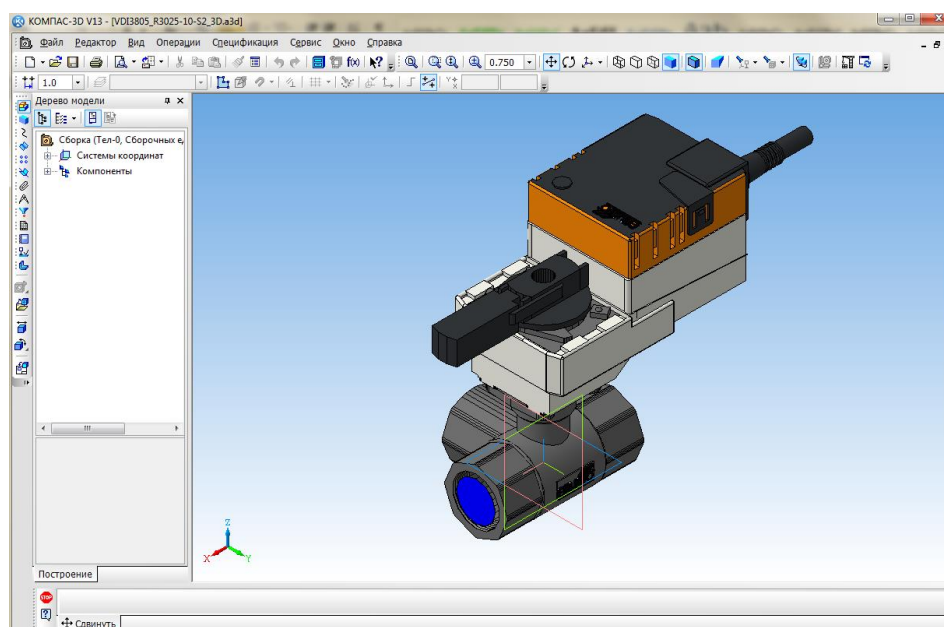 КОМПАС-3D V13 - [VDI3805_R3025-10-S2_3D.a3d]
Файл Редактор Вид Операции Спецификация Сервис Окно Справка
f(x) 0.750
1.0
Дерево модели
Сборка (Тел-0, Сборочных е,
Системы координат
Компоненты
Построение
Z
X
Y
STOP
Сдвинуть